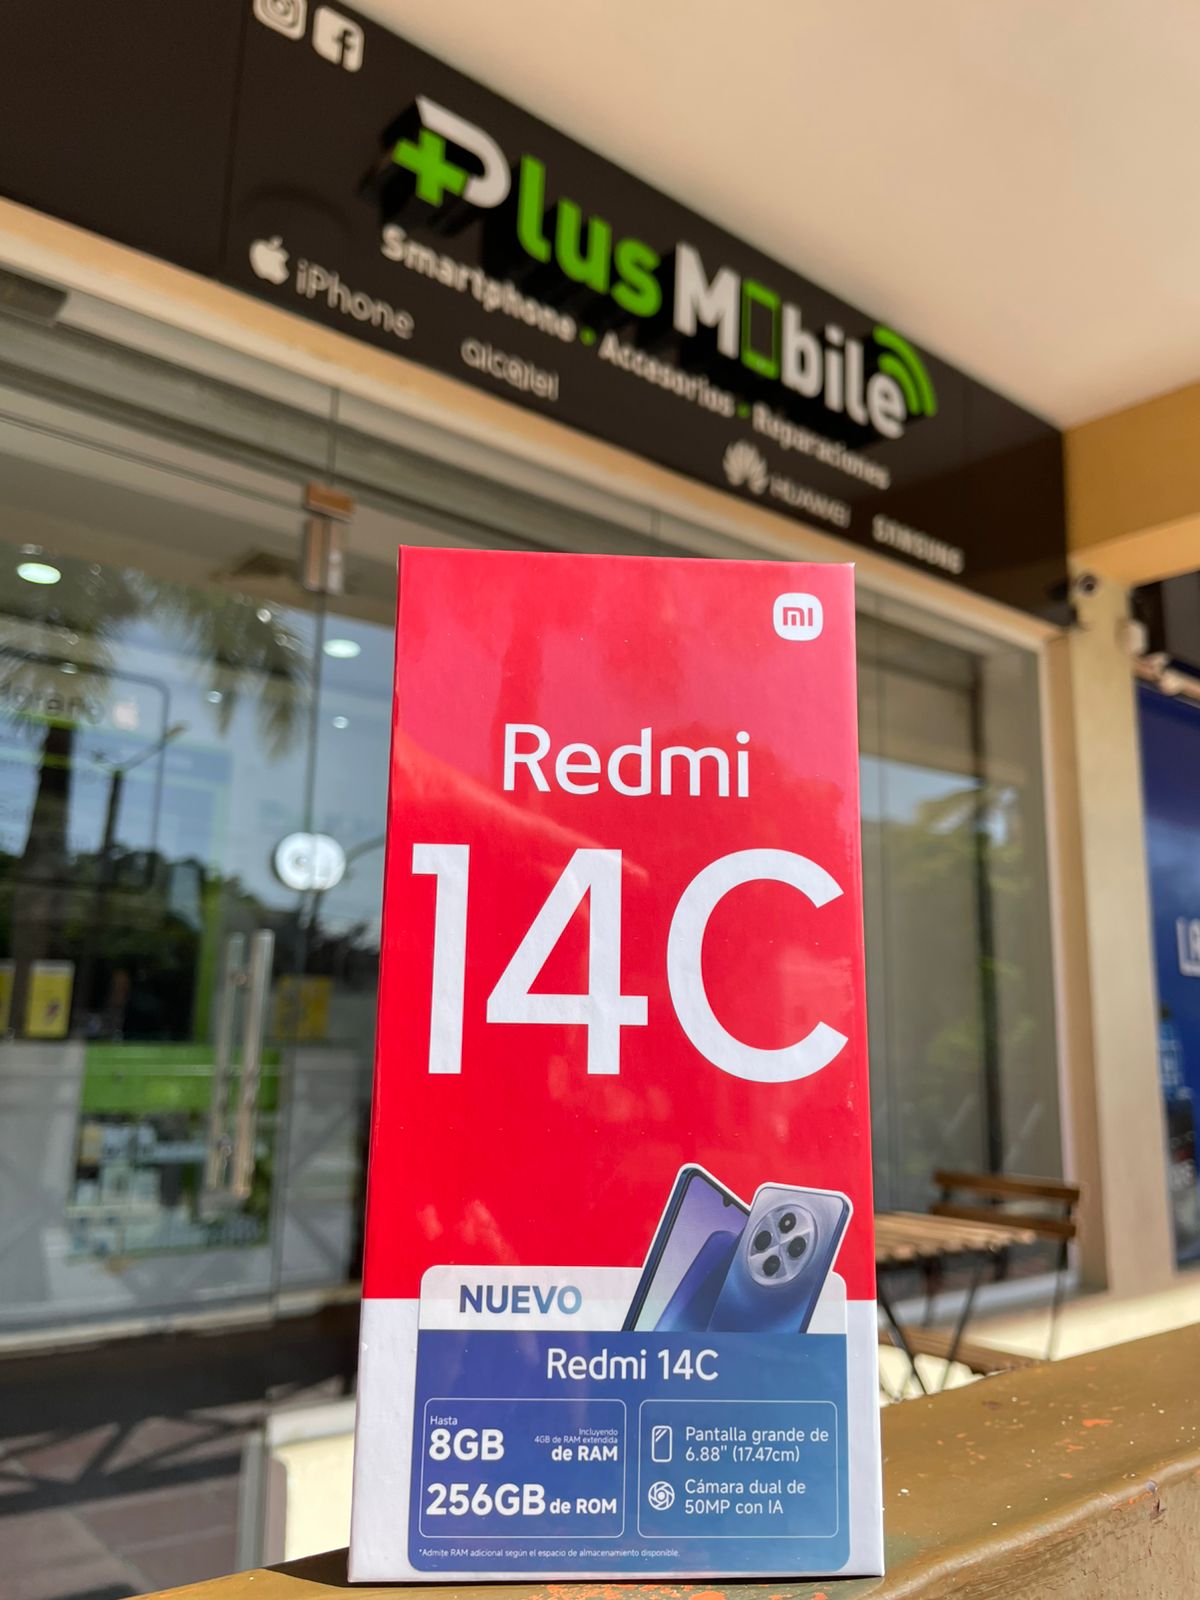 Plus Mobile
Smartphone • Accesorios • Reparaciones
iPhone
alcatel
HUAWEI
SAMSUNG
mi
Redmi
14C
NUEVO
Redmi 14C
Hasta
8GB
Incluyendo
4GB de RAM extendida
de RAM
256GB de ROM
Pantalla grande de
6.88" (17.47cm)
Cámara dual de
50MP con IA
*Admite RAM adicional según el espacio de almacenamiento disponible.